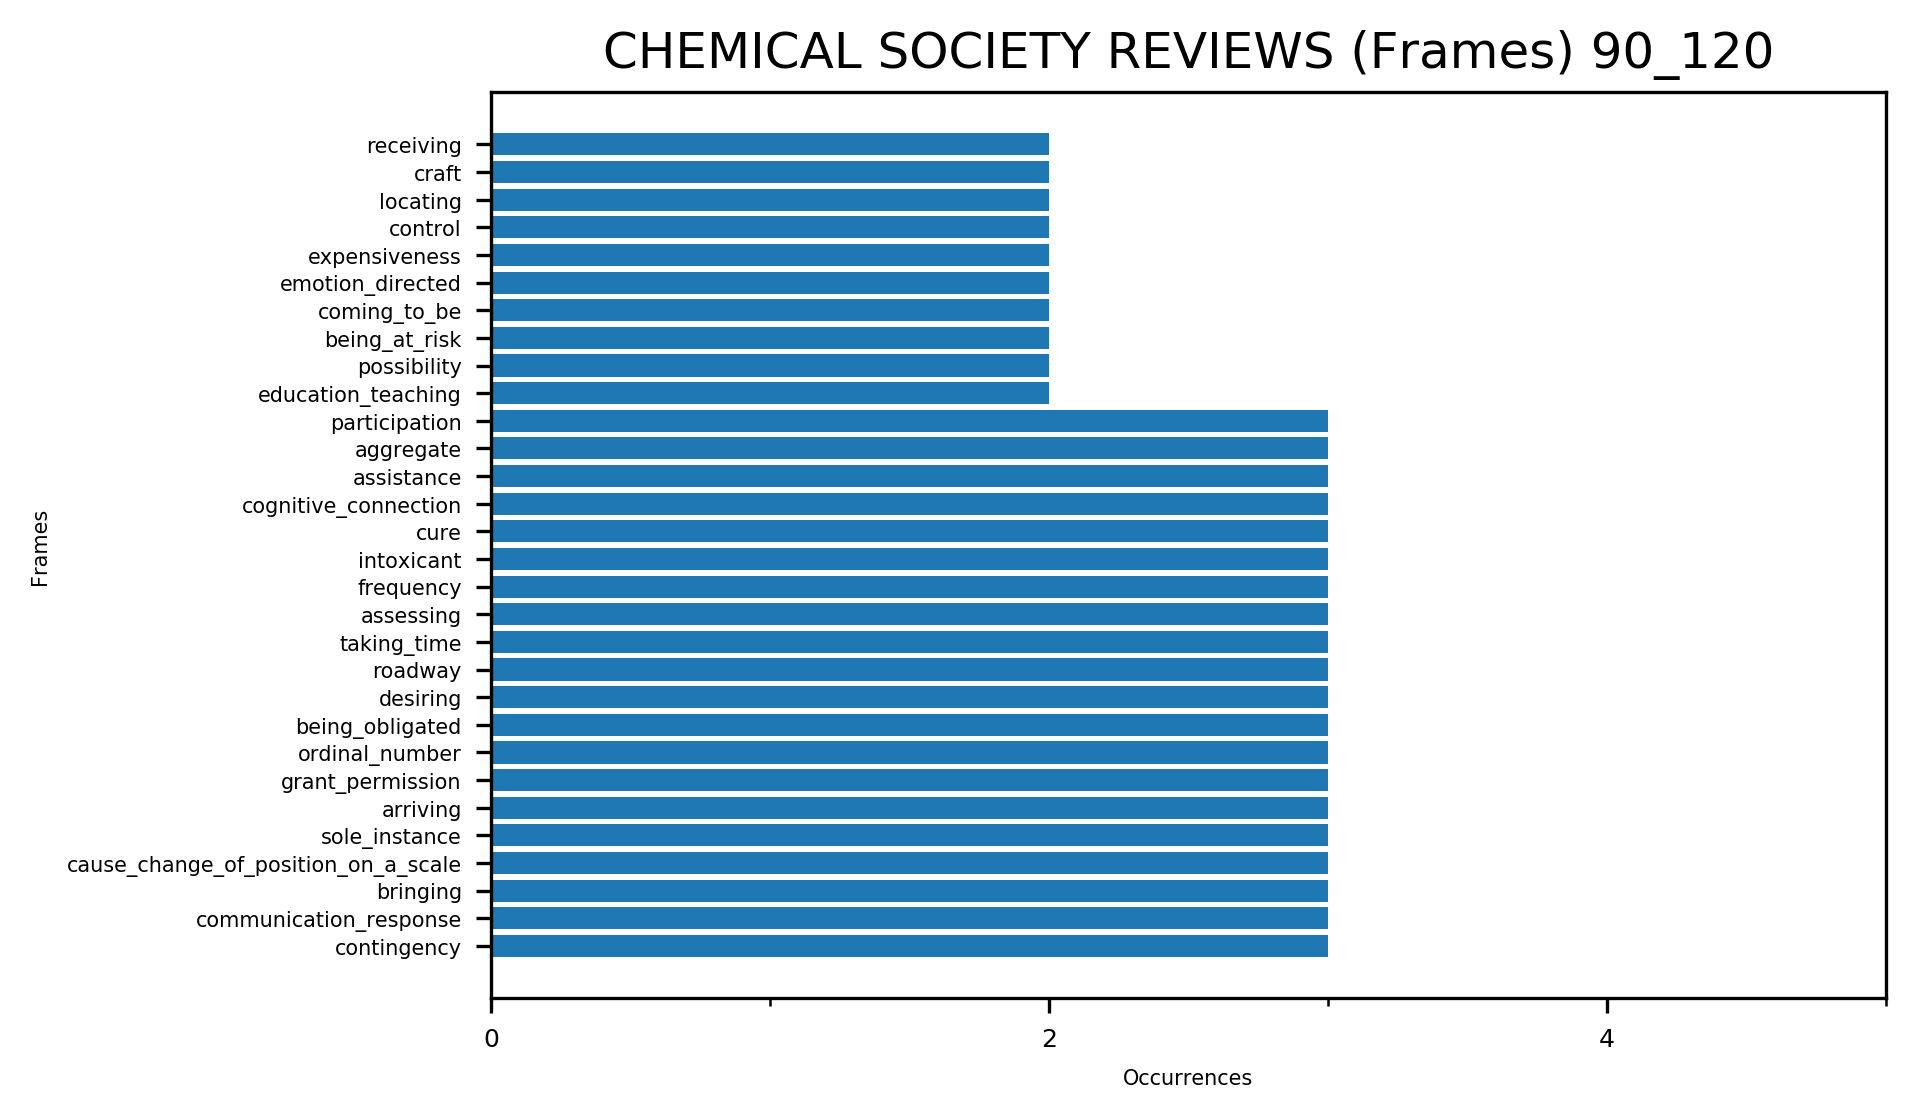 CHEMICAL SOCIETY REVIEWS (Frames) 90_120
receiving
craft
locating
control
expensiveness
emotion_directed
coming_to_be
being_at_risk
possibility
education_teaching
participation
aggregate
assistance
cognitive_connection
cure
intoxicant
frequency
assessing
taking_time
roadway
desiring
being_obligated
ordinal_number
grant_permission
arriving
sole_instance
cause_change_of_position_on_a_scale
bringing
communication_response
contingency
Frames
0 2 4
Occurrences